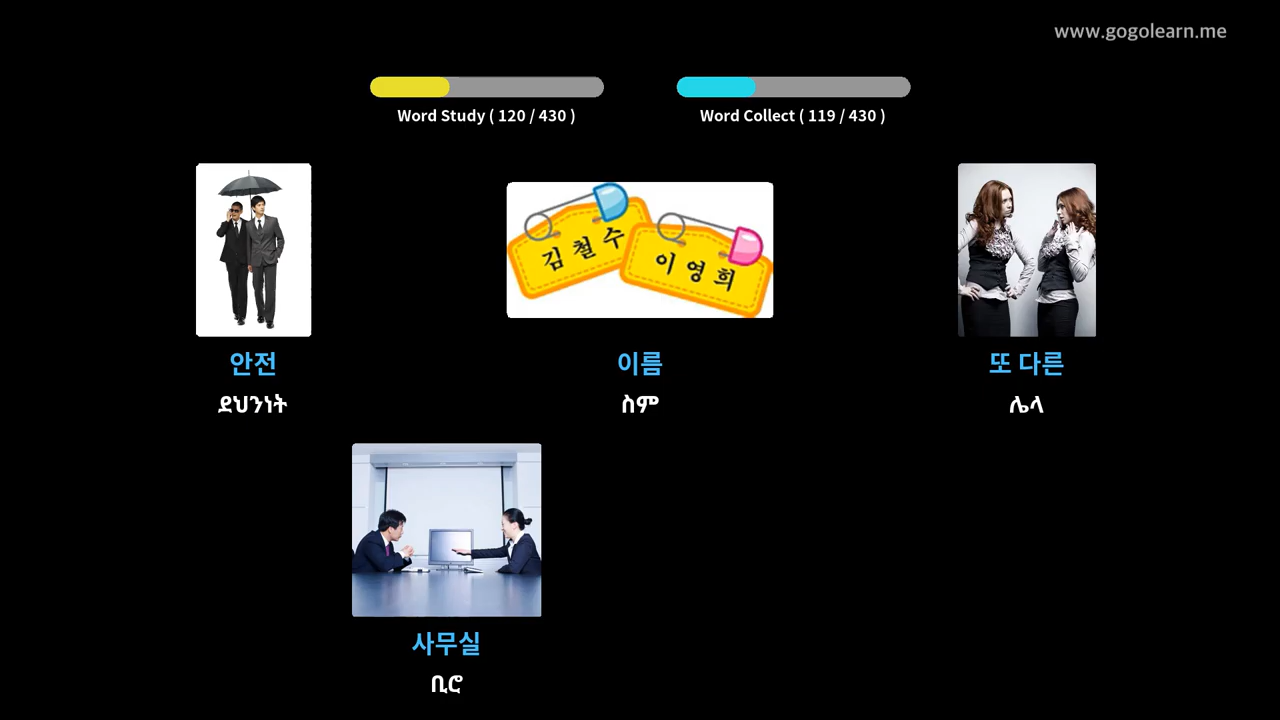 www.gogolearn.me
Word Study ( 120 / 430 )
Word Collect ( 119 / 430 )
김철수
이영희
안전
ደህንነት
이름
ስም
또 다른
ሌላ
사무실
ቢሮ